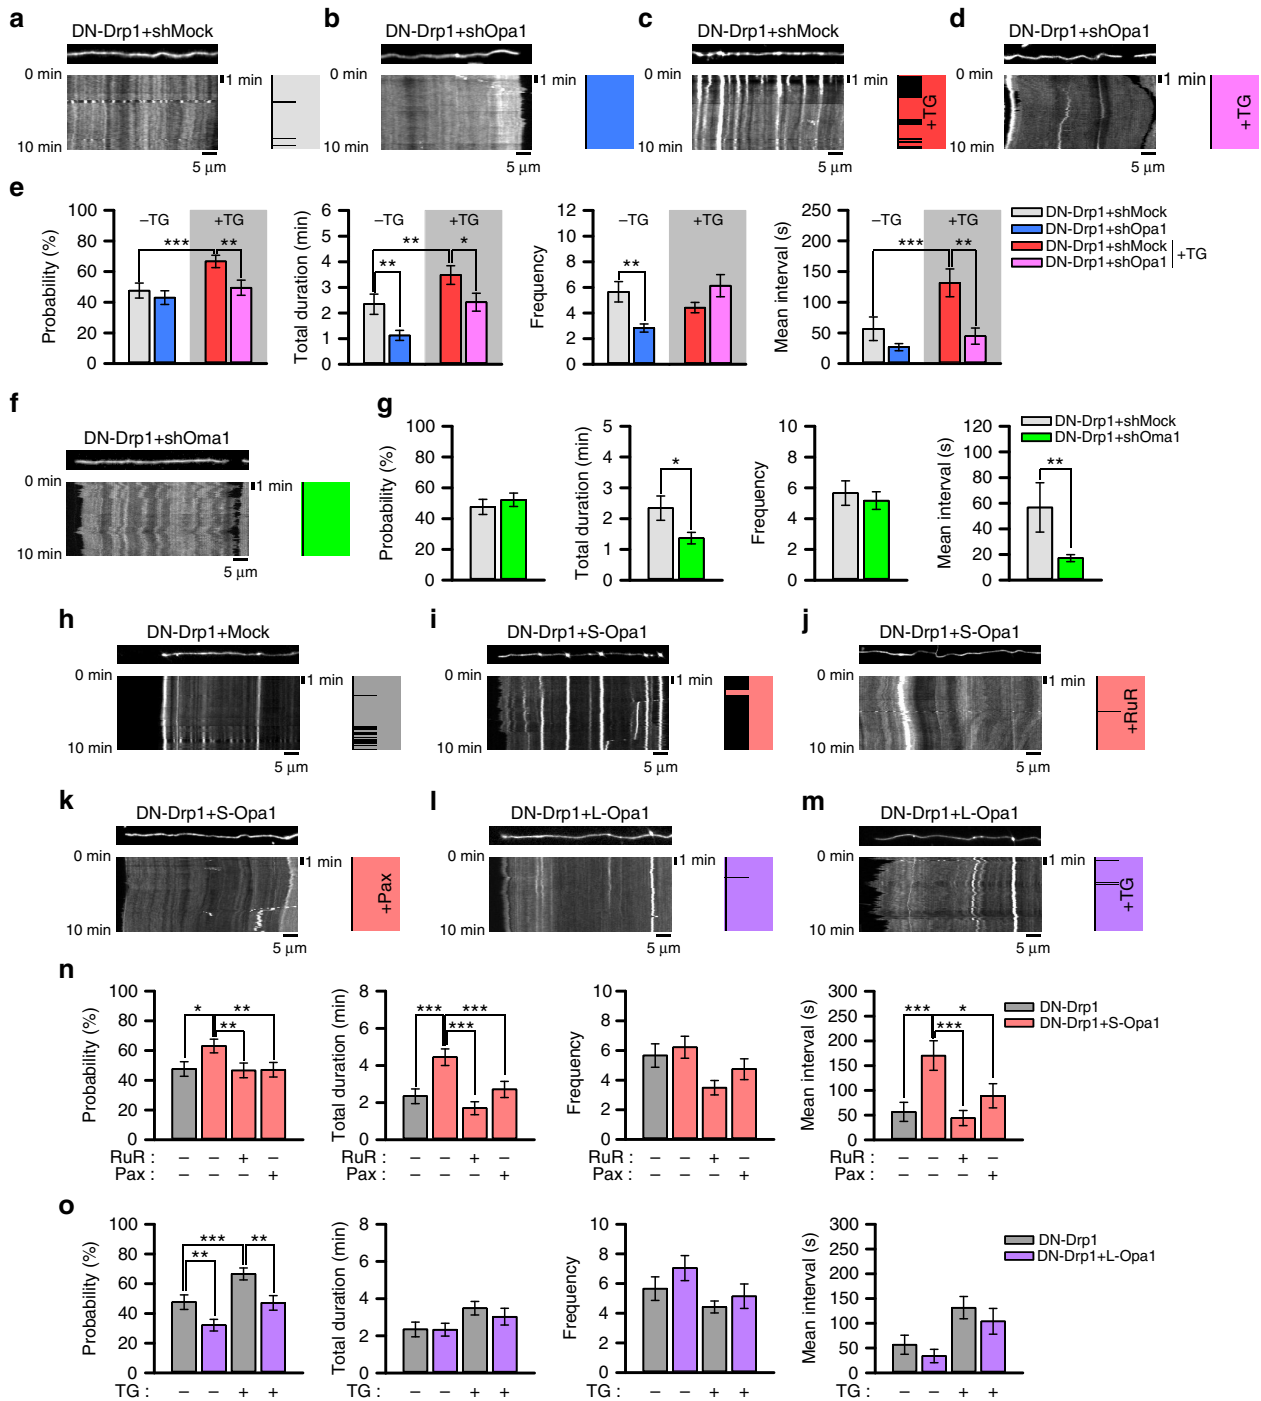 a
DN-Drp1+shMock
0 min
1 min
10 min
5 µm
b
DN-Drp1+shOpa1
0 min
1 min
10 min
5 µm
c
DN-Drp1+shMock
0 min
1 min
+TG
10 min
5 µm
d
DN-Drp1+shOpa1
0 min
1 min
+TG
10 min
5 µm
e
Probability (%)
100
80
60
40
20
0
–TG
+TG
***
**
Total duration (min)
6
5
4
3
2
1
0
–TG
+TG
**
**
*
Frequency
12
10
8
6
4
2
0
–TG
+TG
**
Mean interval (s)
250
200
150
100
50
0
–TG
+TG
***
**
DN-Drp1+shMock
DN-Drp1+shOpa1
DN-Drp1+shMock
DN-Drp1+shOpa1
+TG
f
DN-Drp1+shOma1
0 min
1 min
10 min
5 µm
g
Probability (%)
100
80
60
40
20
0
Total duration (min)
5
4
3
2
1
0
*
Frequency
10
8
6
4
2
0
Mean interval (s)
120
100
80
60
40
20
0
**
DN-Drp1+shMock
DN-Drp1+shOma1
h
DN-Drp1+Mock
0 min
1 min
10 min
5 µm
i
DN-Drp1+S-Opa1
0 min
1 min
10 min
5 µm
j
DN-Drp1+S-Opa1
0 min
1 min
+RuR
10 min
5 µm
k
DN-Drp1+S-Opa1
0 min
1 min
+Pax
10 min
5 µm
l
DN-Drp1+L-Opa1
0 min
1 min
10 min
5 µm
m
DN-Drp1+L-Opa1
0 min
1 min
+TG
10 min
5 µm
n
Probability (%)
100
80
60
40
20
0
*
**
**
RuR : – – + –
Pax : – – – +
Total duration (min)
8
6
4
2
0
***
***
***
– – + –
– – – +
Frequency
10
8
6
4
2
0
RuR : – – + –
Pax : – – – +
Mean interval (s)
300
250
200
150
100
50
0
***
*
***
RuR : – – + –
Pax : – – – +
DN-Drp1
DN-Drp1+S-Opa1
o
Probability (%)
100
80
60
40
20
0
***
**
**
TG : – – + +
Total duration (min)
8
6
4
2
0
TG : – – + +
Frequency
10
8
6
4
2
0
TG : – – + +
Mean interval (s)
300
250
200
150
100
50
0
TG : – – + +
DN-Drp1
DN-Drp1+L-Opa1